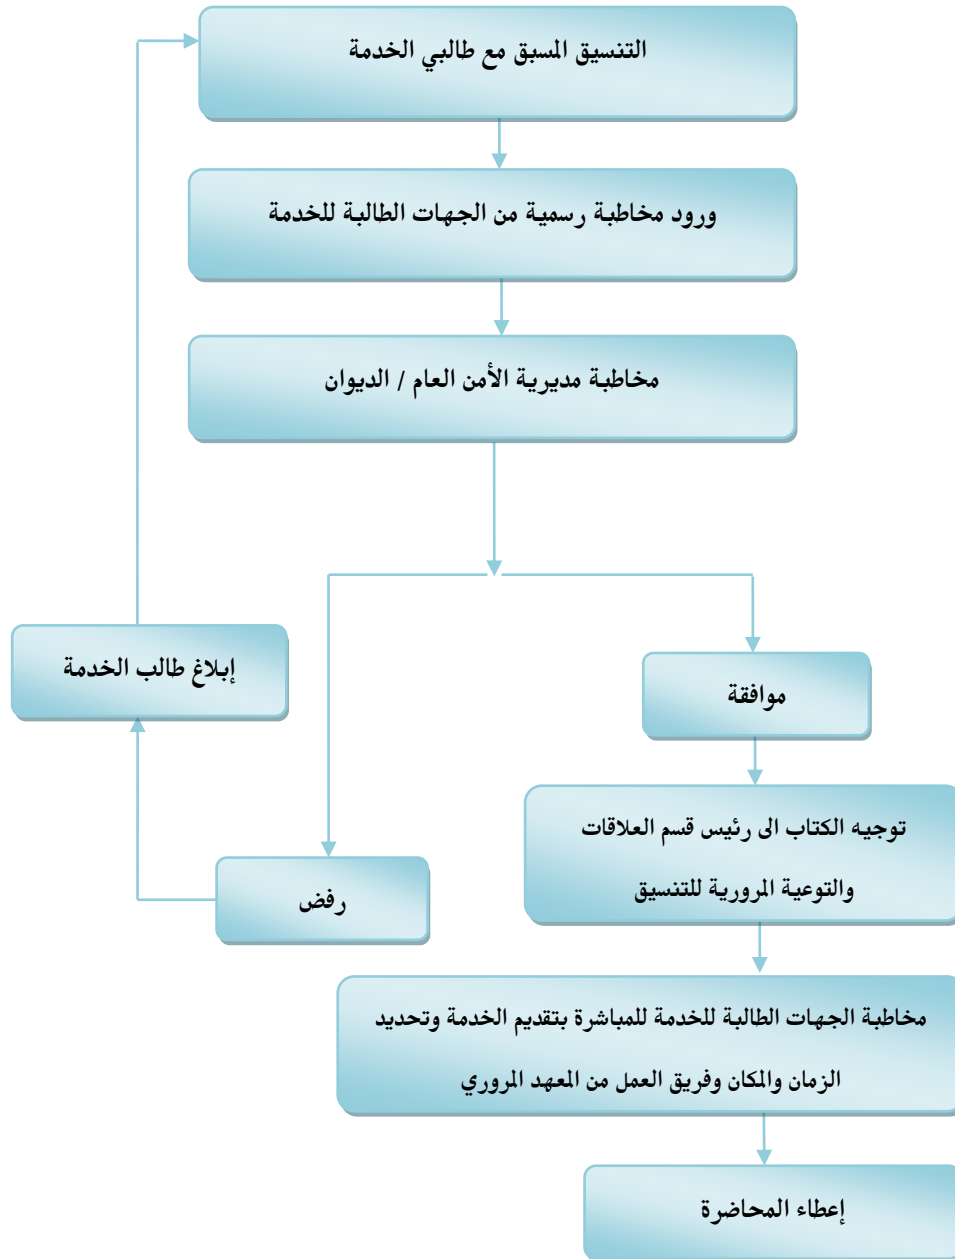 التنسيق المسبق مع طالبي الخدمة
ورود مخاطبة رسمية من الجهات الطالبة للخدمة
مخاطبة مديرية الأمن العام / الديوان
إبلاغ طالب الخدمة
موافقة
توجيه الكتاب الى رئيس قسم العلاقات
والتوعية المرورية للتنسيق
رفض
مخاطبة الجهات الطالبة للخدمة للمباشرة بتقديم الخدمة وتحديد
الزمان والمكان وفريق العمل من المعهد المروري
إعطاء المحاضرة